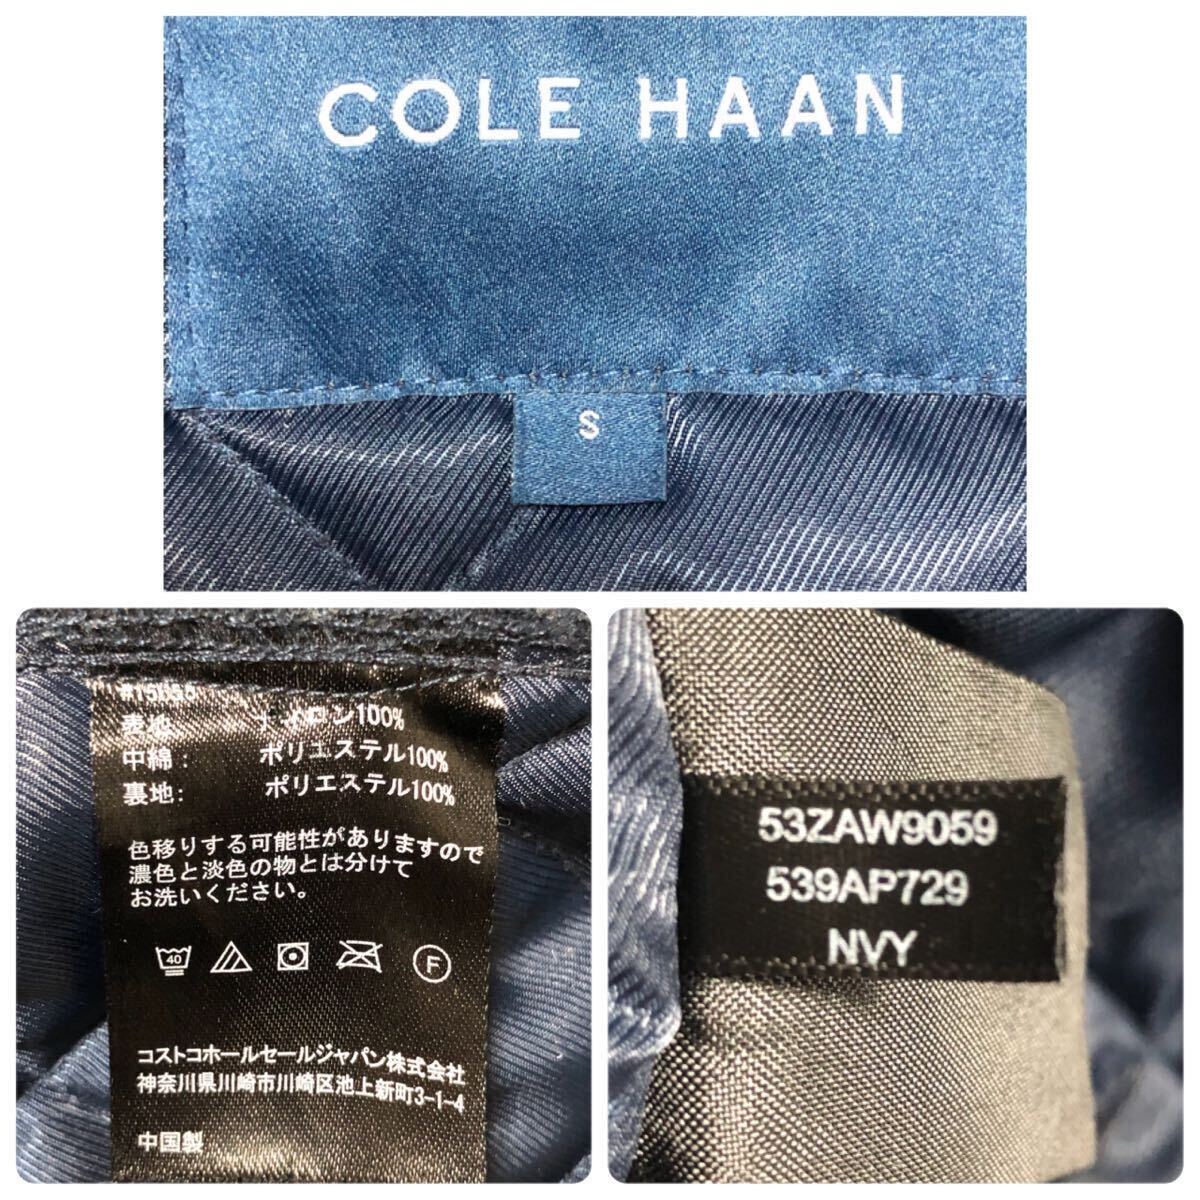 COLE HAAN
S
表地: ナイロン100%
中綿: ポリエステル100%
裏地: ポリエステル100%
色移りする可能性がありますので
濃色と淡色の物とは分けて
お洗いください。
40
F
コストコホールセールジャパン株式会社
神奈川県川崎市川崎区池上新町3-1-4
中国製
53ZAW9059
539AP729
NVY